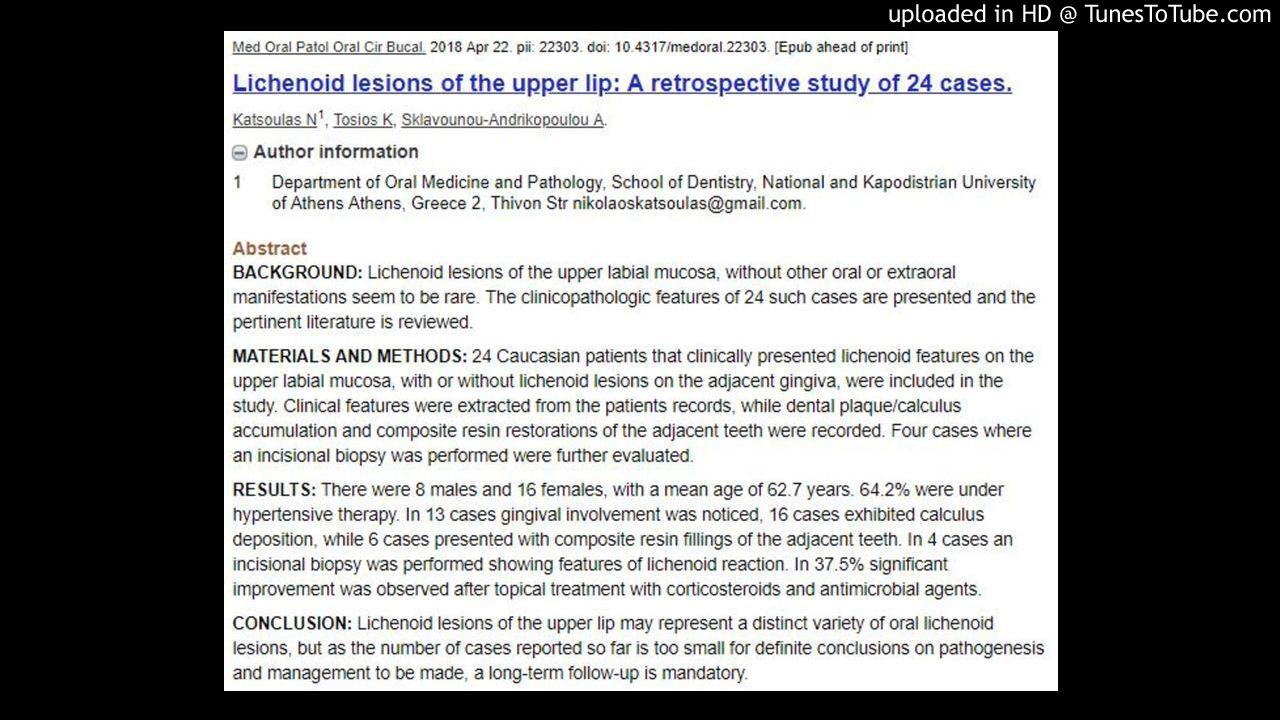 uploaded in HD @ TunesToTube.com
Med Oral Patol Oral Cir Bucal. 2018 Apr 22. pii: 22303. doi: 10.4317/medoral.22303. [Epub ahead of print]
Lichenoid lesions of the upper lip: A retrospective study of 24 cases.
Katsoulas N1, Tosios K, Sklavounou-Andrikopoulou A.
Author information
1 Department of Oral Medicine and Pathology, School of Dentistry, National and Kapodistrian University
of Athens Athens, Greece 2, Thivon Str nikolaoskatsoulas@gmail.com.
Abstract
BACKGROUND: Lichenoid lesions of the upper labial mucosa, without other oral or extraoral
manifestations seem to be rare. The clinicopathologic features of 24 such cases are presented and the
pertinent literature is reviewed.
MATERIALS AND METHODS: 24 Caucasian patients that clinically presented lichenoid features on the
upper labial mucosa, with or without lichenoid lesions on the adjacent gingiva, were included in the
study. Clinical features were extracted from the patients records, while dental plaque/calculus
accumulation and composite resin restorations of the adjacent teeth were recorded. Four cases where
an incisional biopsy was performed were further evaluated.
RESULTS: There were 8 males and 16 females, with a mean age of 62.7 years. 64.2% were under
hypertensive therapy. In 13 cases gingival involvement was noticed, 16 cases exhibited calculus
deposition, while 6 cases presented with composite resin fillings of the adjacent teeth. In 4 cases an
incisional biopsy was performed showing features of lichenoid reaction. In 37.5% significant
improvement was observed after topical treatment with corticosteroids and antimicrobial agents.
CONCLUSION: Lichenoid lesions of the upper lip may represent a distinct variety of oral lichenoid
lesions, but as the number of cases reported so far is too small for definite conclusions on pathogenesis
and management to be made, a long-term follow-up is mandatory.